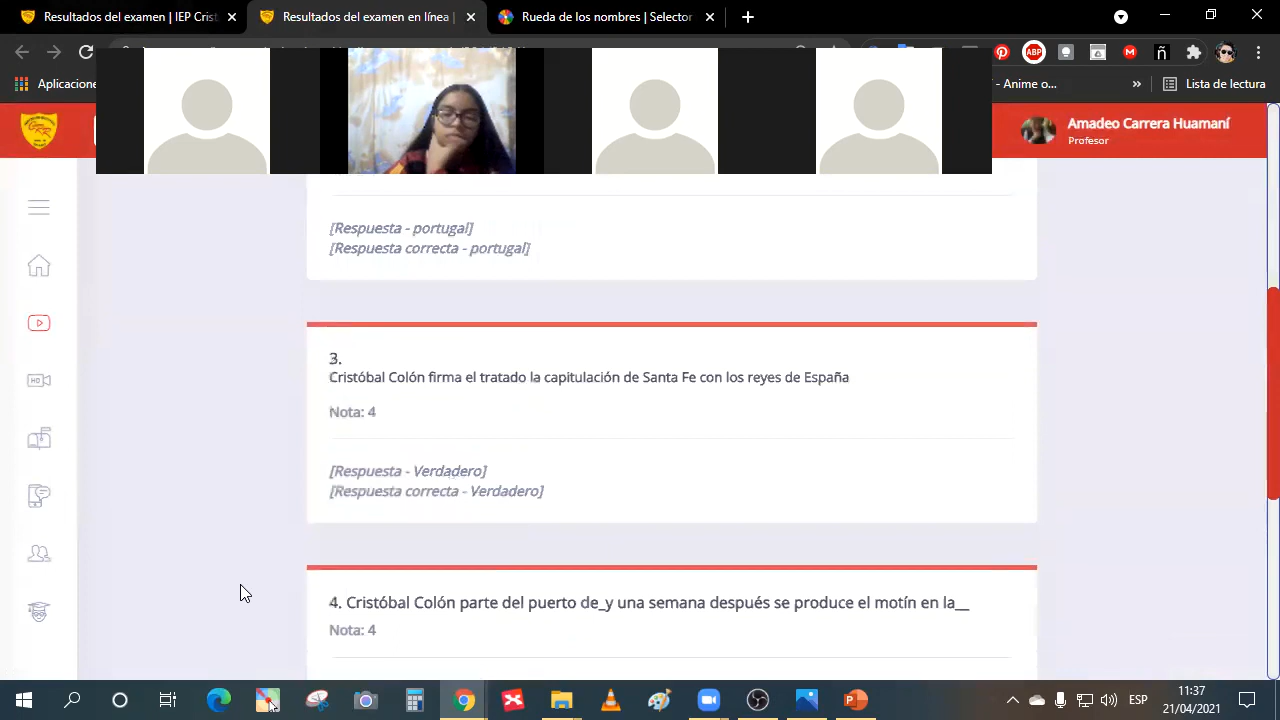 Resultados del examen | IEP Crist
Resultados del examen en línea |
Rueda de los nombres | Selector
Aplicacione
- Anime o...
Lista de lectura
Amadeo Carrera Huamaní
Profesor
[Respuesta - portugal]
[Respuesta correcta - portugal]
3.
Cristóbal Colón firma el tratado la capitulación de Santa Fe con los reyes de España
Nota: 4
[Respuesta - Verdadero]
[Respuesta correcta - Verdadero]
4. Cristóbal Colón parte del puerto de_y una semana después se produce el motín en la__
Nota: 4
ESP
11:37
21/04/2021